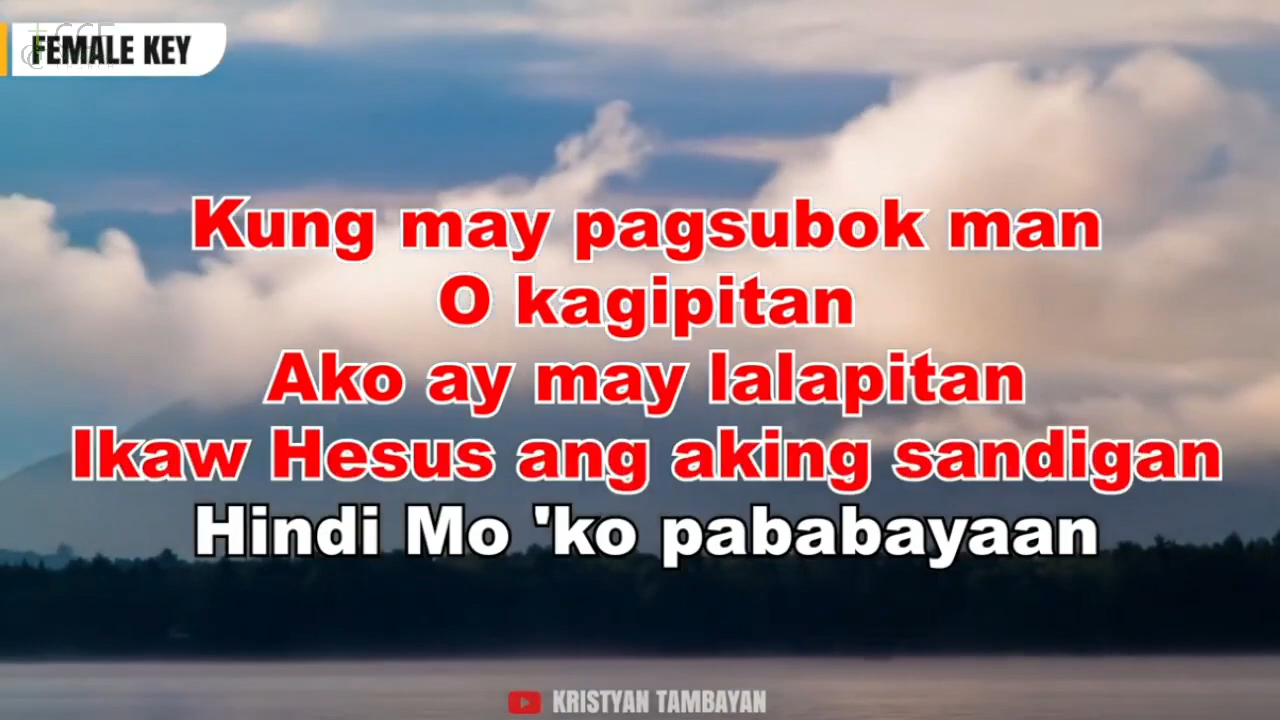 FEMALE KEY
Kung may pagsubok man
O kagipitan
Ako ay may lalapitan
Ikaw Hesus ang aking sandigan
Hindi Mo 'ko pababayaan
KRISTYAN TAMBAYAN